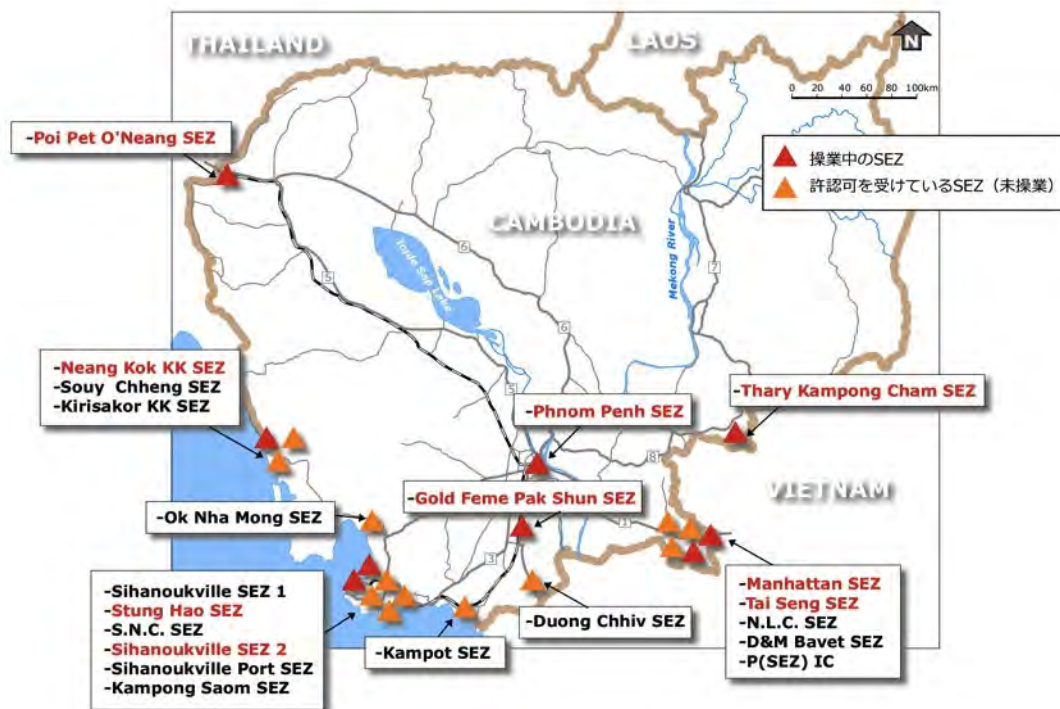 THAILAND
LAOS
N
0 20 40 60 80 100km
-Poi Pet O'Neang SEZ
操業中のSEZ
許認可を受けているSEZ（未操業）
CAMBODIA
Tonle Sap Lake
Mekong River
6
5
7
6
-Neang Kok KK SEZ
-Souy Chheng SEZ
-Kirisakor KK SEZ
5
-Phnom Penh SEZ
-Thary Kampong Cham SEZ
8
VIETNAM
-Gold Feme Pak Shun SEZ
-Ok Nha Mong SEZ
1
3
-Sihanoukville SEZ 1
-Stung Hao SEZ
-S.N.C. SEZ
-Sihanoukville SEZ 2
-Sihanoukville Port SEZ
-Kampong Saom SEZ
-Kampot SEZ
-Duong Chhiv SEZ
-Manhattan SEZ
-Tai Seng SEZ
-N.L.C. SEZ
-D&M Bavet SEZ
-P(SEZ) IC